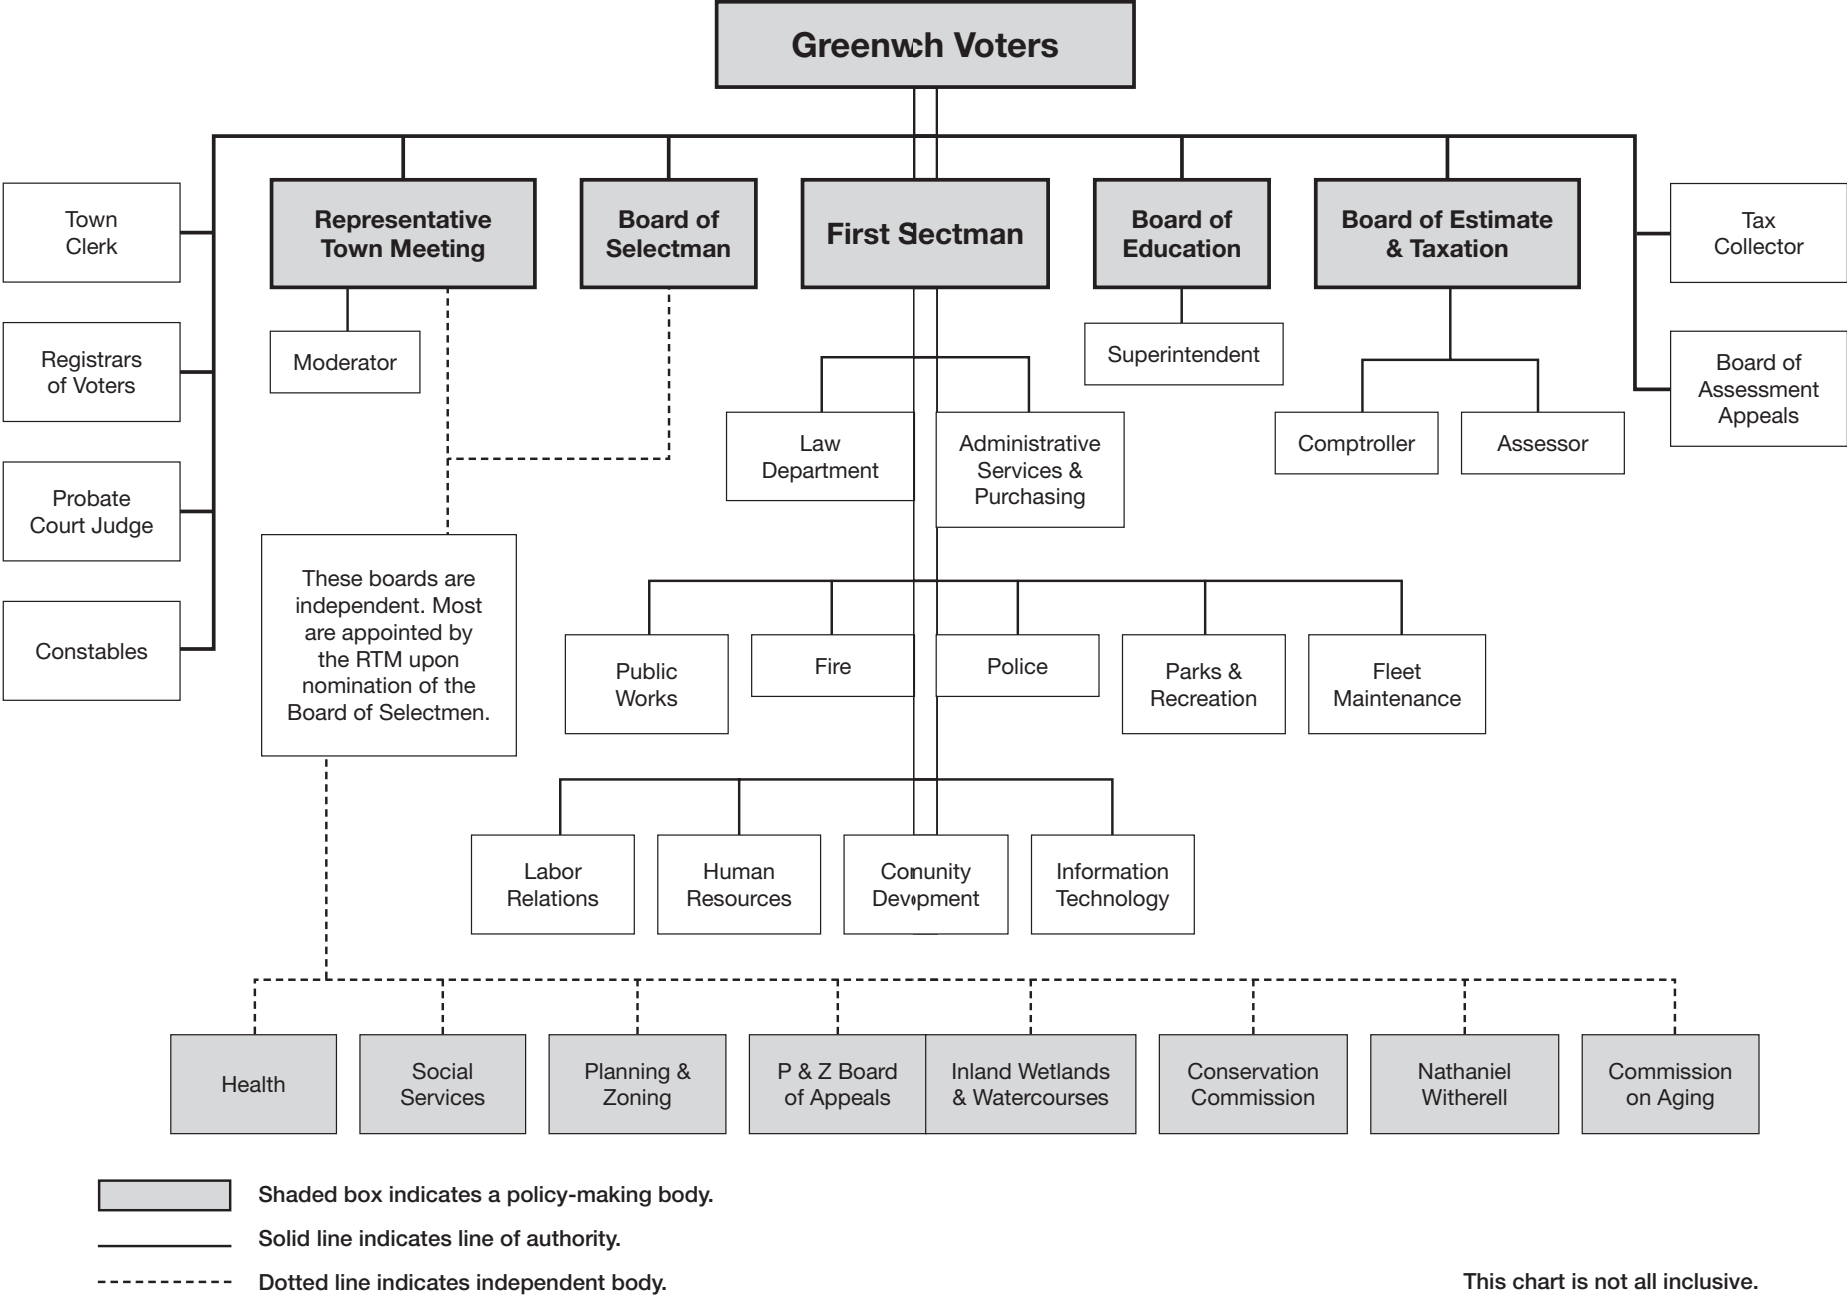 Greenwch Voters
Town
Clerk
Registrars
of Voters
Probate
Court Judge
Constables
Representative
Town Meeting
Moderator
Board of
Selectman
First Slectman
Board of
Education
Superintendent
Board of Estimate
& Taxation
Comptroller
Assessor
Tax
Collector
Board of
Assessment
Appeals
Law
Department
Administrative
Services &
Purchasing
These boards are
independent. Most
are appointed by
the RTM upon
nomination of the
Board of Selectmen.
Public
Works
Fire
Police
Parks &
Recreation
Fleet
Maintenance
Labor
Relations
Human
Resources
Conunity
Devopment
Information
Technology
Health
Social
Services
Planning &
Zoning
P & Z Board
of Appeals
Inland Wetlands
& Watercourses
Conservation
Commission
Nathaniel
Witherell
Commission
on Aging
Shaded box indicates a policy-making body.
Solid line indicates line of authority.
Dotted line indicates independent body.
This chart is not all inclusive.